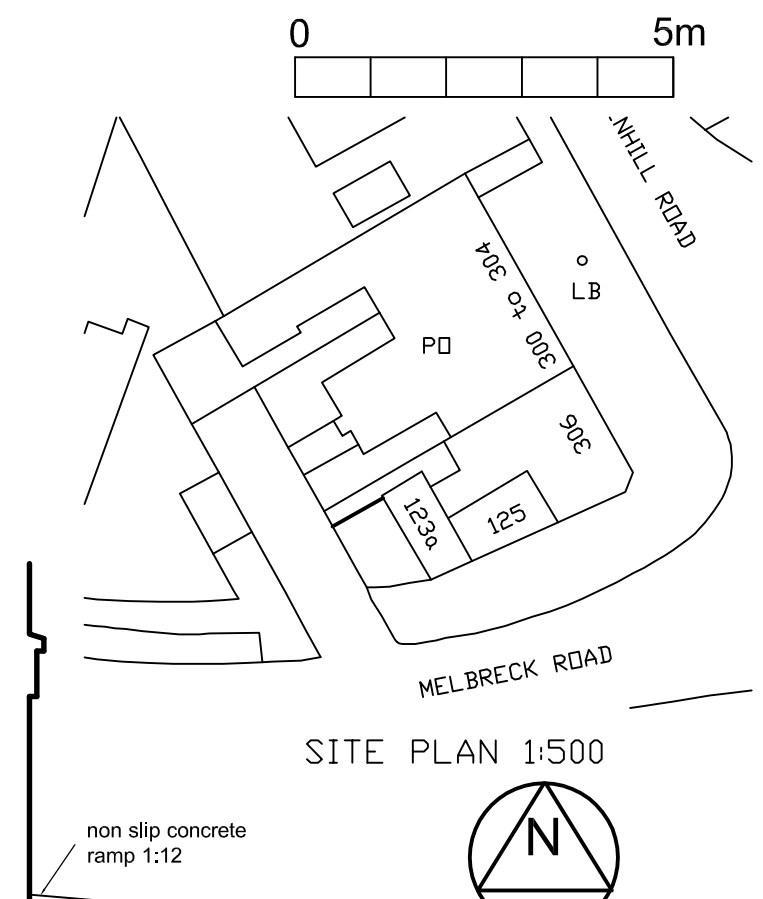 0 5m
NHILL ROAD
LB
300 to 304
PO
306
123a
125
MELBRECK ROAD
SITE PLAN 1:500
N
non slip concrete
ramp 1:12